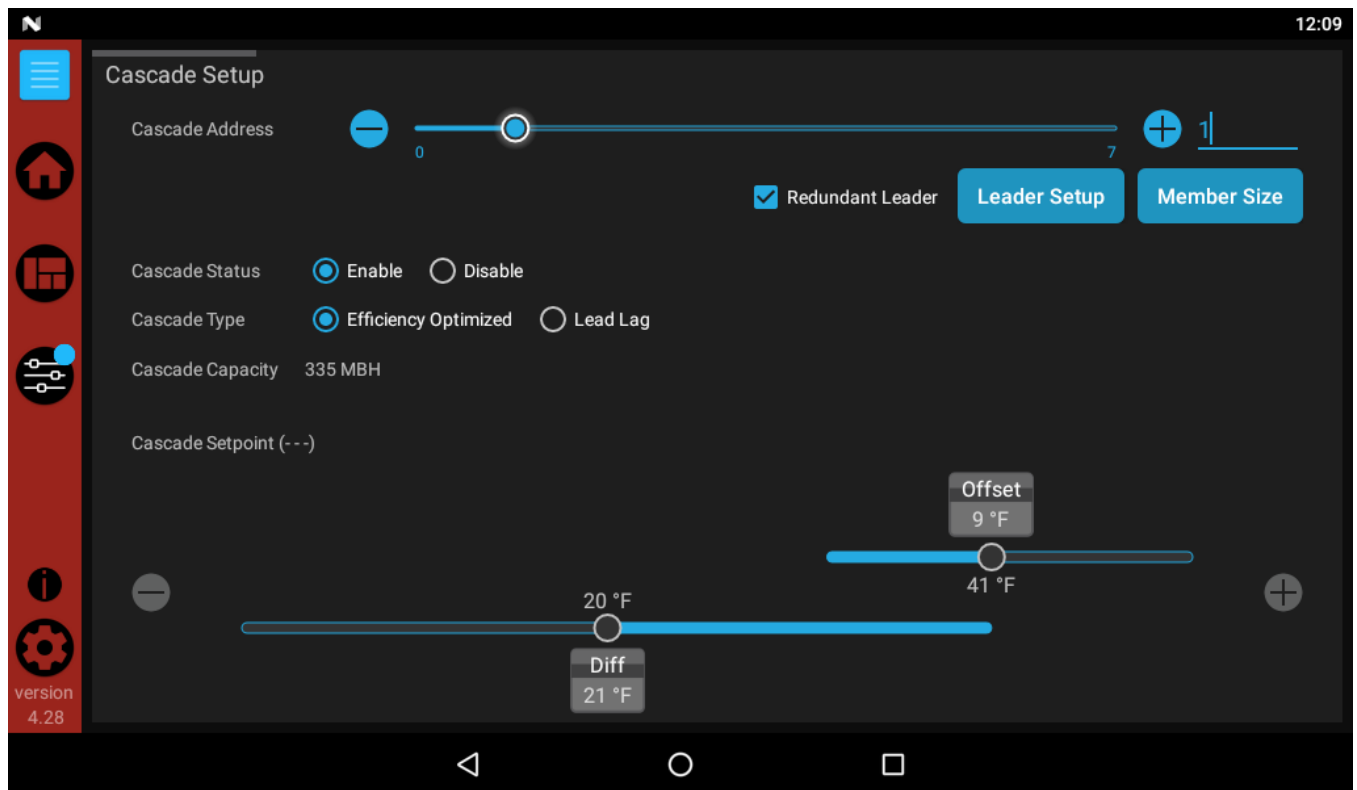 12:09
Cascade Setup
Cascade Address
0
7
1
Redundant Leader
Leader Setup
Member Size
Cascade Status
Enable
Disable
Cascade Type
Efficiency Optimized
Lead Lag
Cascade Capacity
335 MBH
Cascade Setpoint (---)
Offset
9 °F
41 °F
20 °F
Diff
21 °F
version
4.28